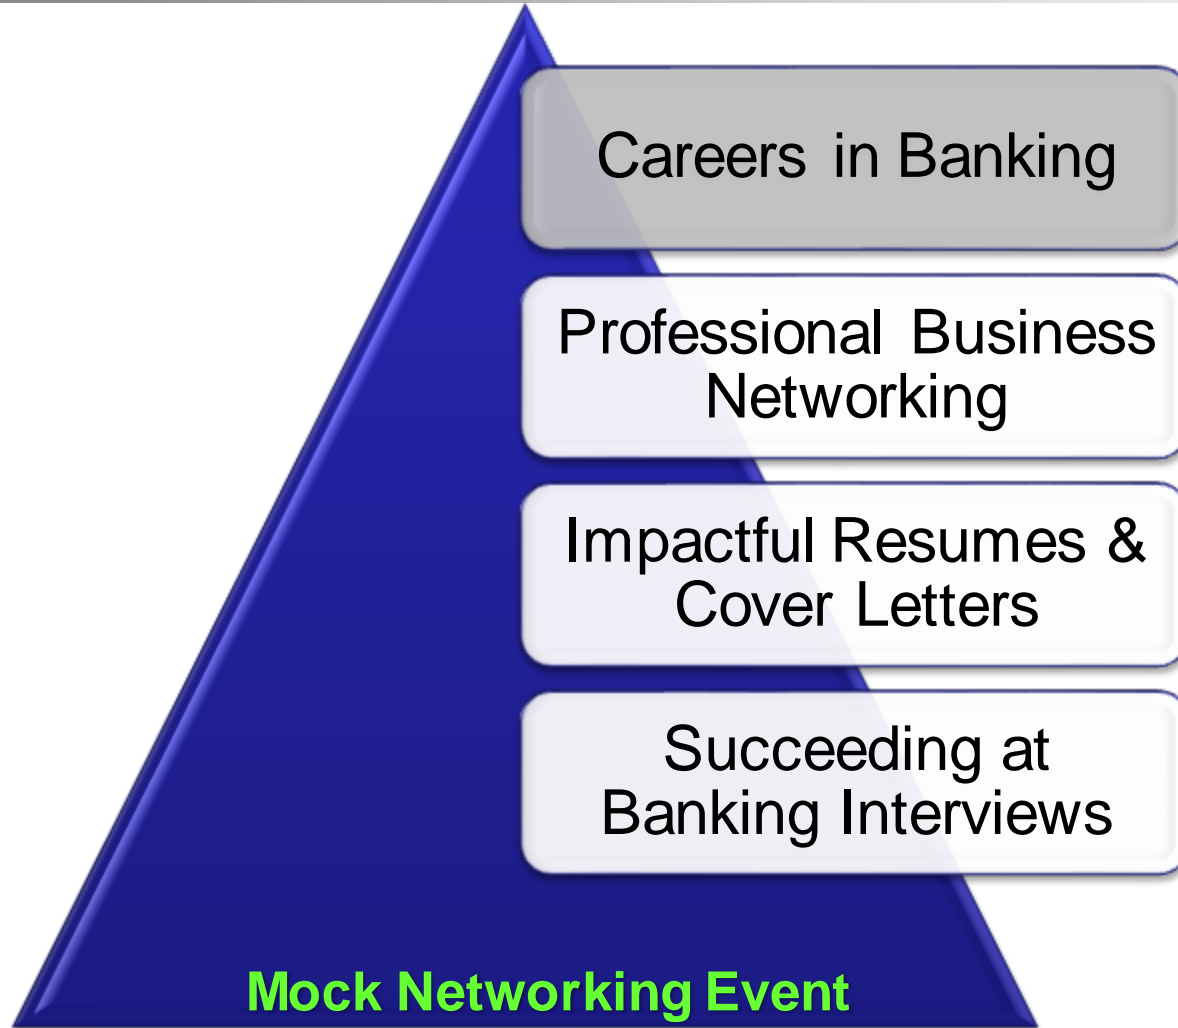 Careers in Banking
Professional Business
Networking
Impactful Resumes &
Cover Letters
Succeeding at
Banking Interviews
Mock Networking Event